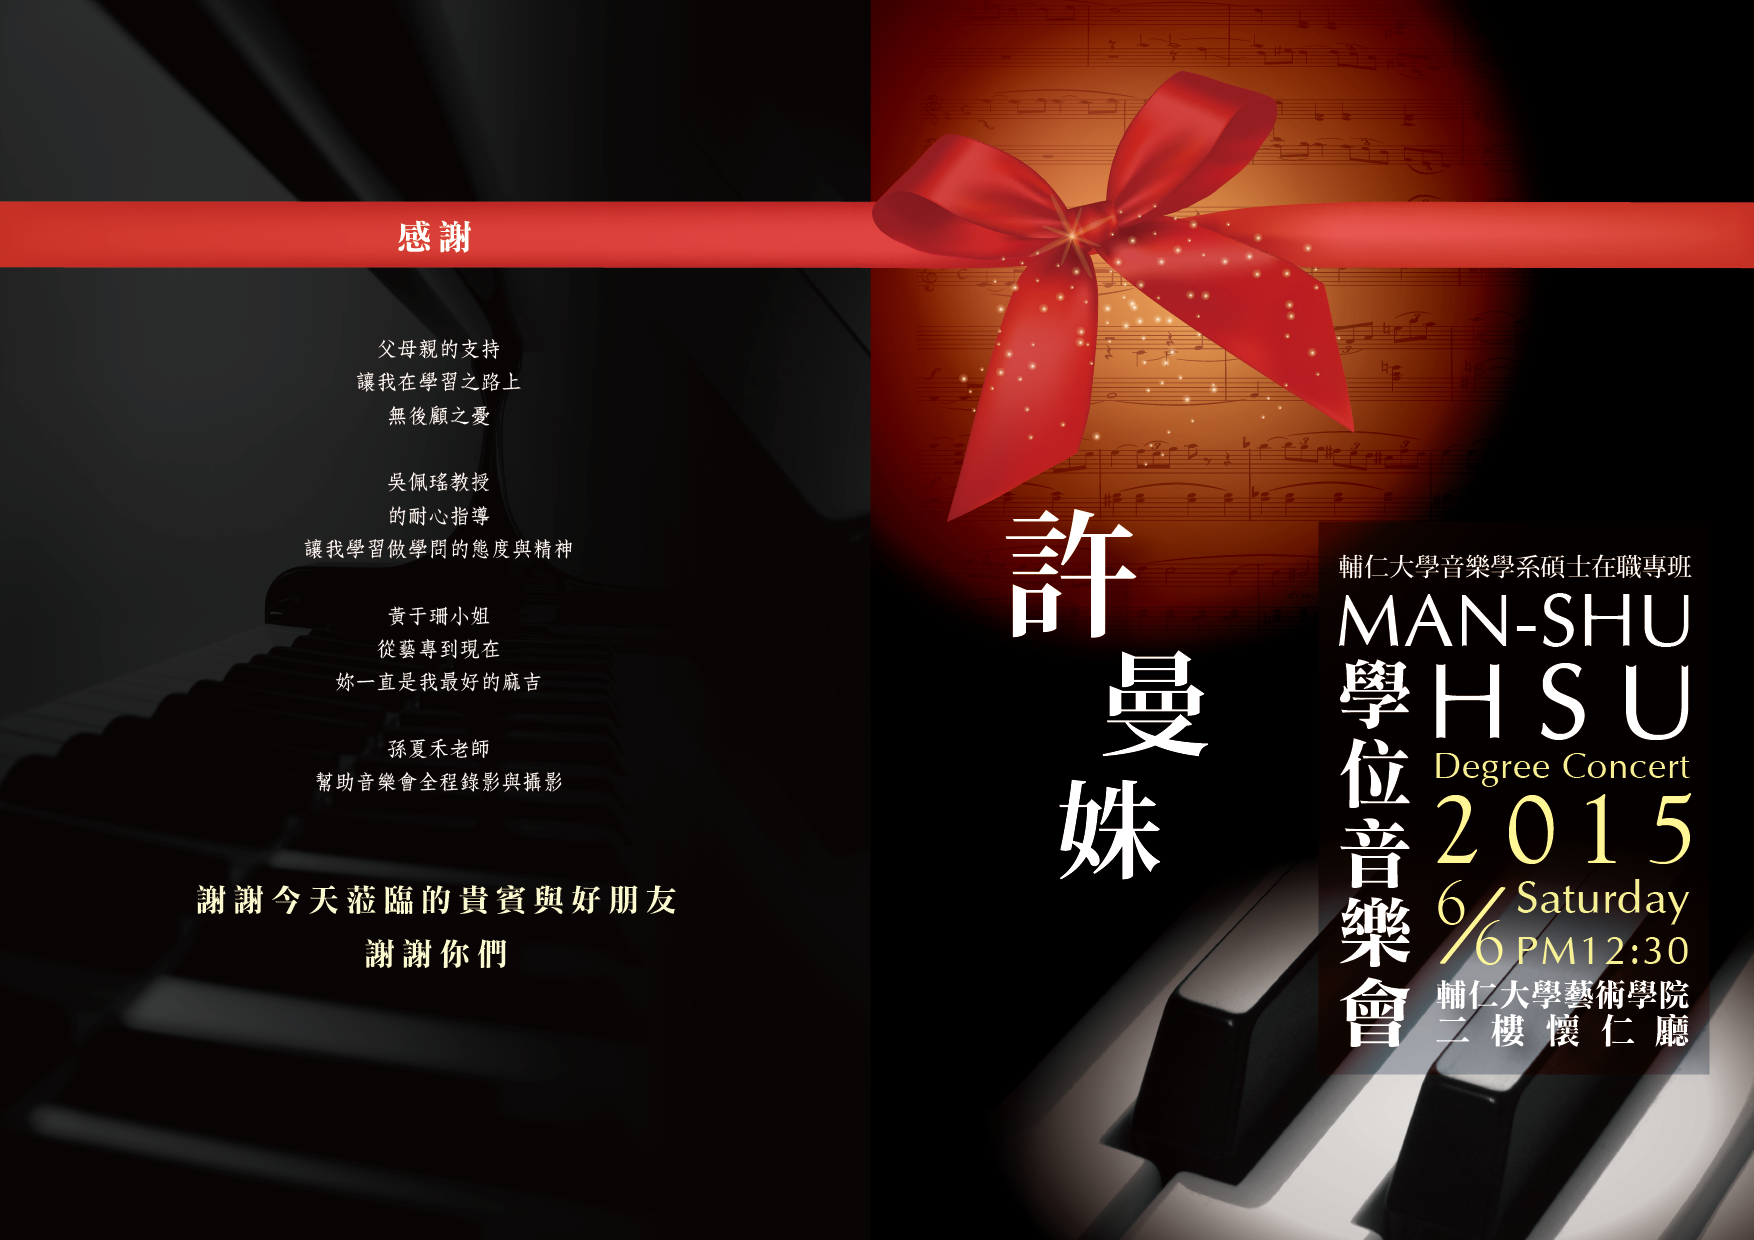 感謝
父母親的支持
讓我在學習之路上
無後顧之憂
吳佩瑤教授
的耐心指導
讓我學習做學問的態度與精神
黃于珊小姐
從藝專到現在
妳一直是我最好的麻吉
孫夏禾老師
幫助音樂會全程錄影與攝影
謝謝今天蒞臨的貴賓與好朋友
謝謝你們
許曼姝
輔仁大學音樂學系碩士在職專班
MAN-SHU
HSU
學位音樂會
Degree Concert
2015
6/6 Saturday
PM12:30
輔仁大學藝術學院
二樓懷仁廳